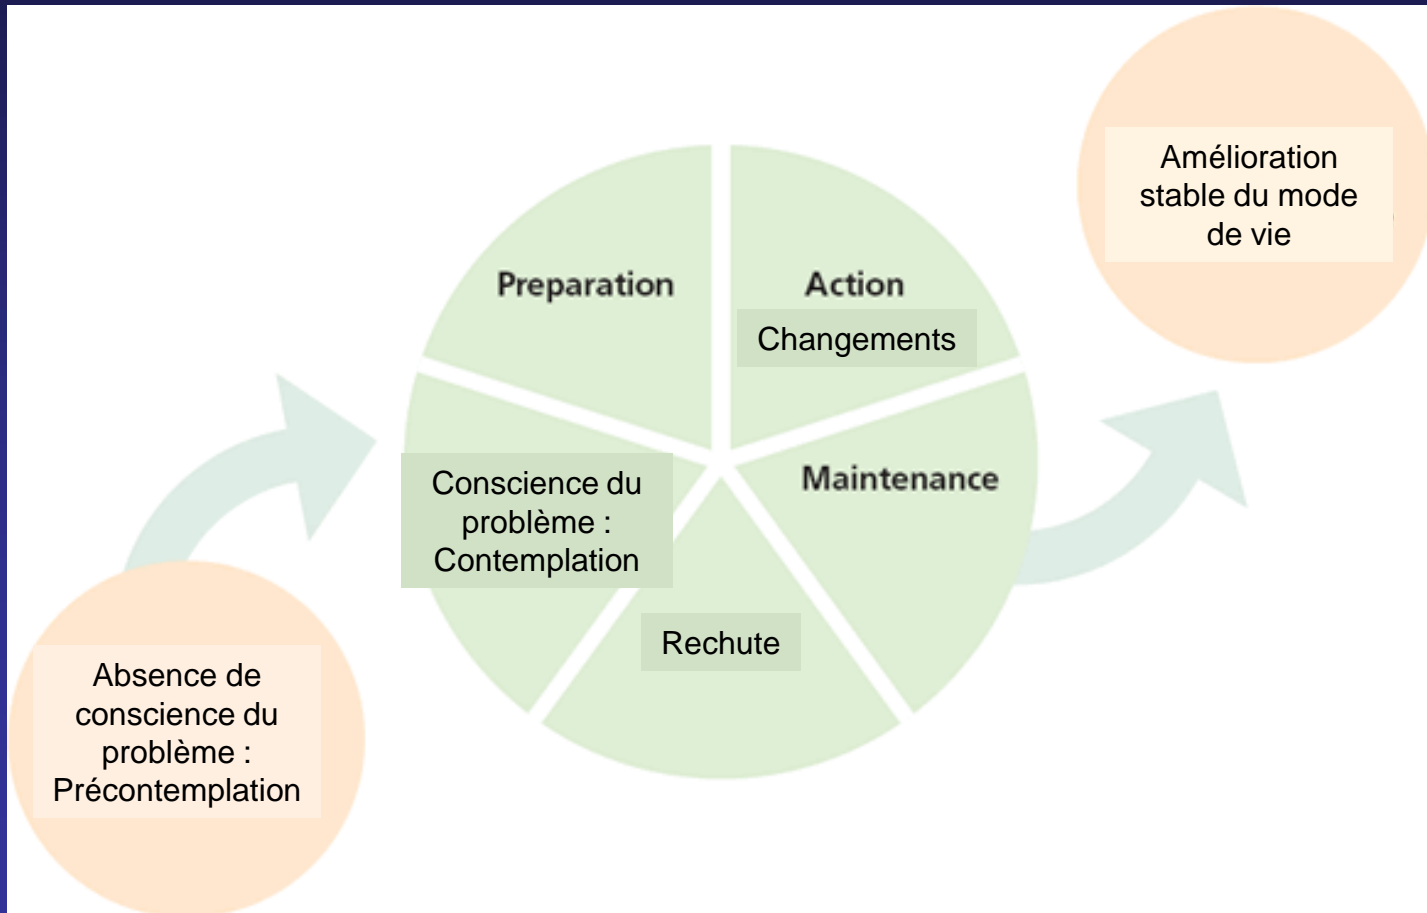 Amélioration
stable du mode
de vie
Preparation
Action
Changements
Conscience du
problème :
Contemplation
Maintenance
Rechute
Absence de
conscience du
problème :
Précontemplation